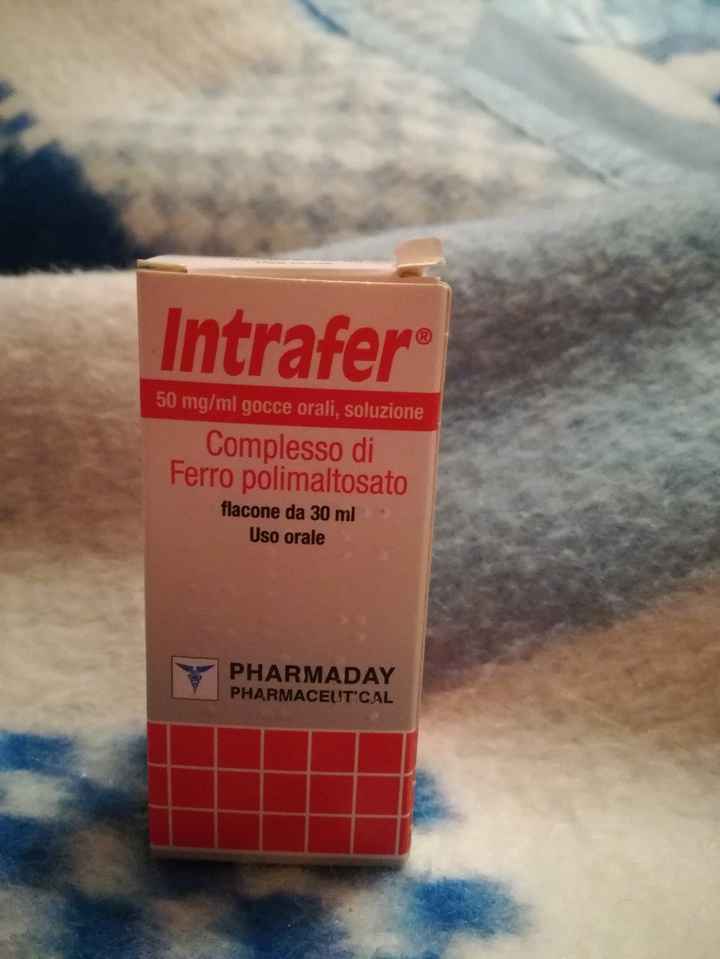 Intrafer®
50 mg/ml gocce orali, soluzione
Complesso di
Ferro polimaltosato
flacone da 30 ml
Uso orale
PHARMADAY
PHARMACEUTICAL